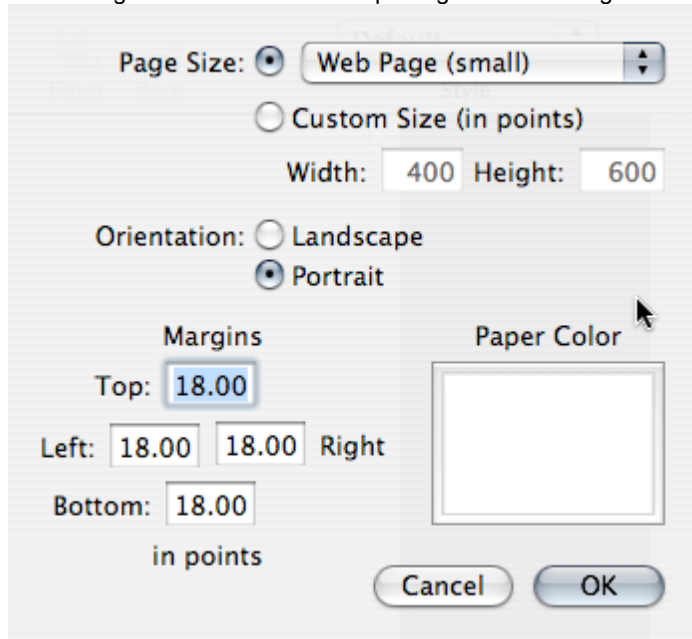 Page Size: Web Page (small)
Custom Size (in points)
Width: 400 Height: 600
Orientation: Landscape
Portrait
Margins
Paper Color
Top: 18.00
Left: 18.00 18.00 Right
Bottom: 18.00
in points
Cancel OK